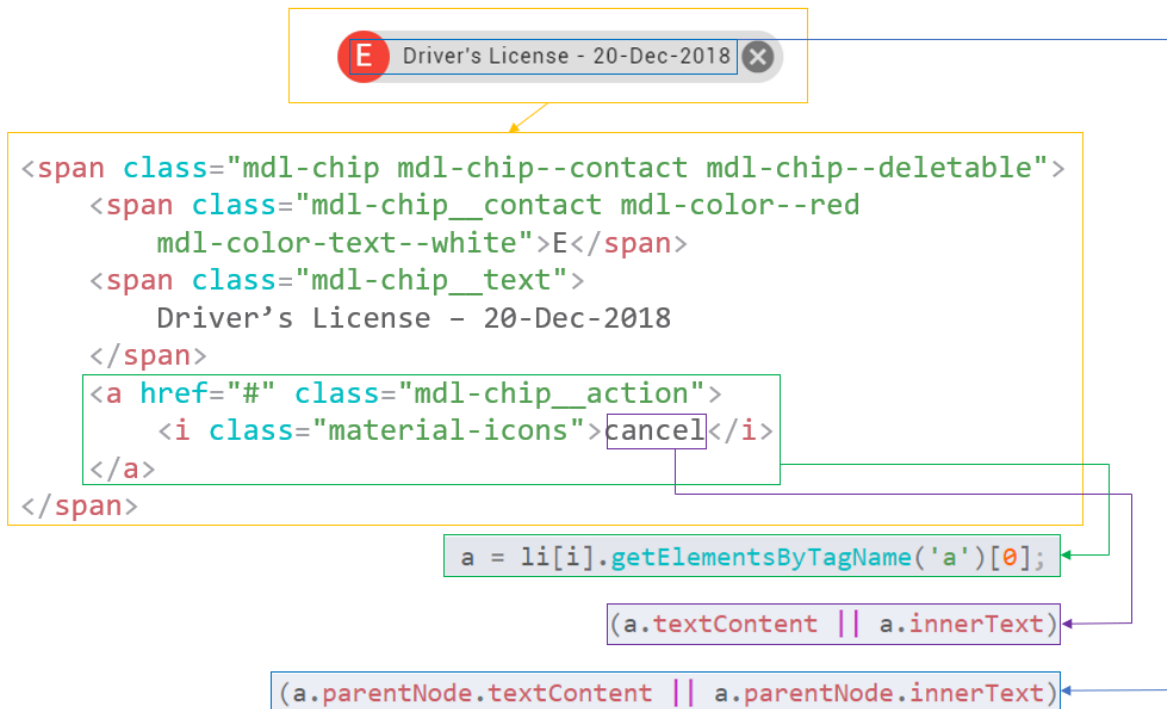 E Driver's License - 20-Dec-2018
<span class="mdl-chip mdl-chip--contact mdl-chip--deletable">
<span class="mdl-chip__contact mdl-color--red
mdl-color-text--white">E</span>
<span class="mdl-chip__text">
Driver’s License – 20-Dec-2018
</span>
<a href="#" class="mdl-chip__action">
<i class="material-icons">cancel</i>
</a>
</span>
a = li[i].getElementsByTagName('a')[0];
(a.textContent || a.innerText)
(a.parentNode.textContent || a.parentNode.innerText)